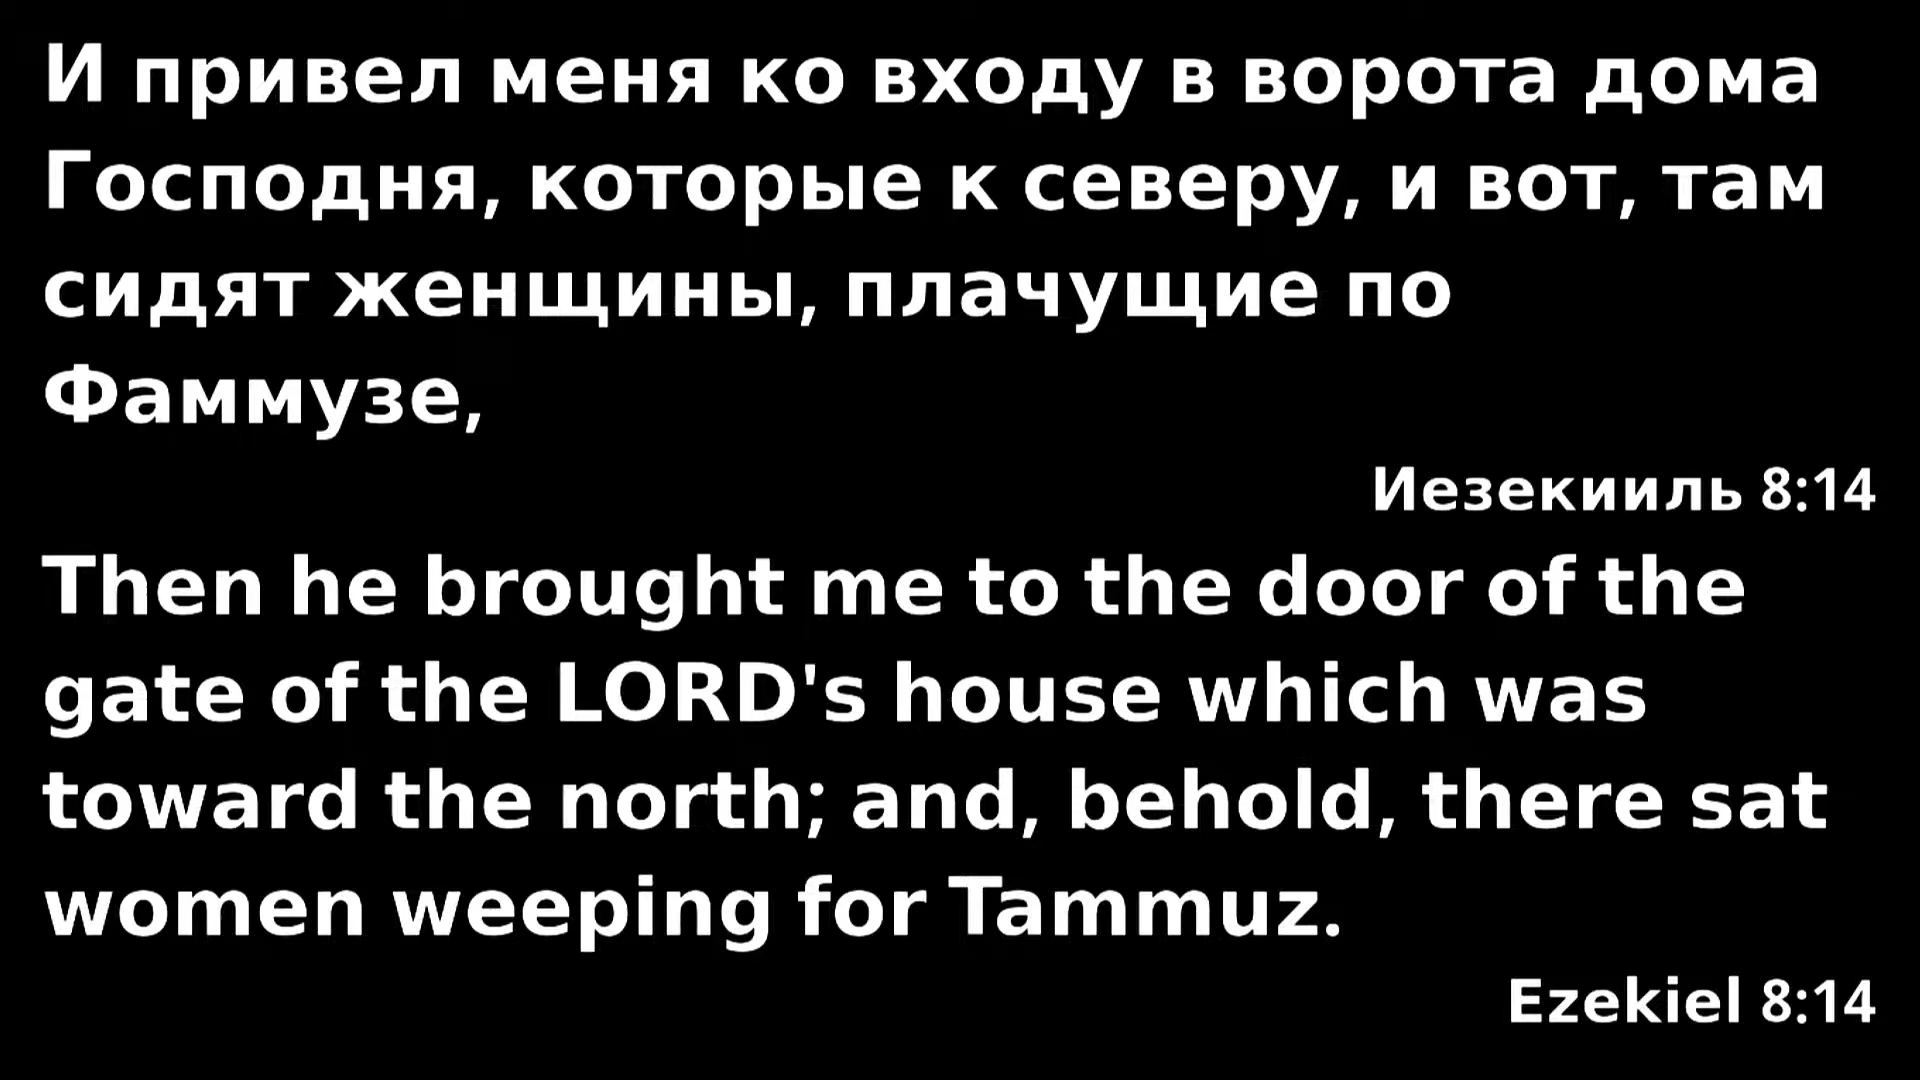 И привел меня ко входу в ворота дома
Господня, которые к северу, и вот, там
сидят женщины, плачущие по
Фаммузе,
Иезекииль 8:14
Then he brought me to the door of the
gate of the LORD's house which was
toward the north; and, behold, there sat
women weeping for Tammuz.
Ezekiel 8:14